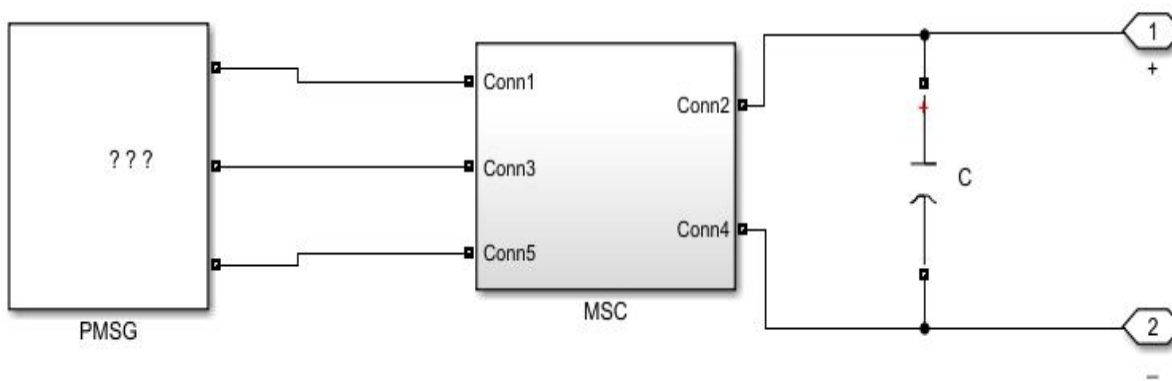 1
+
Conn1
Conn2
+
? ? ?
Conn3
C
Conn4
Conn5
MSC
PMSG
2
−